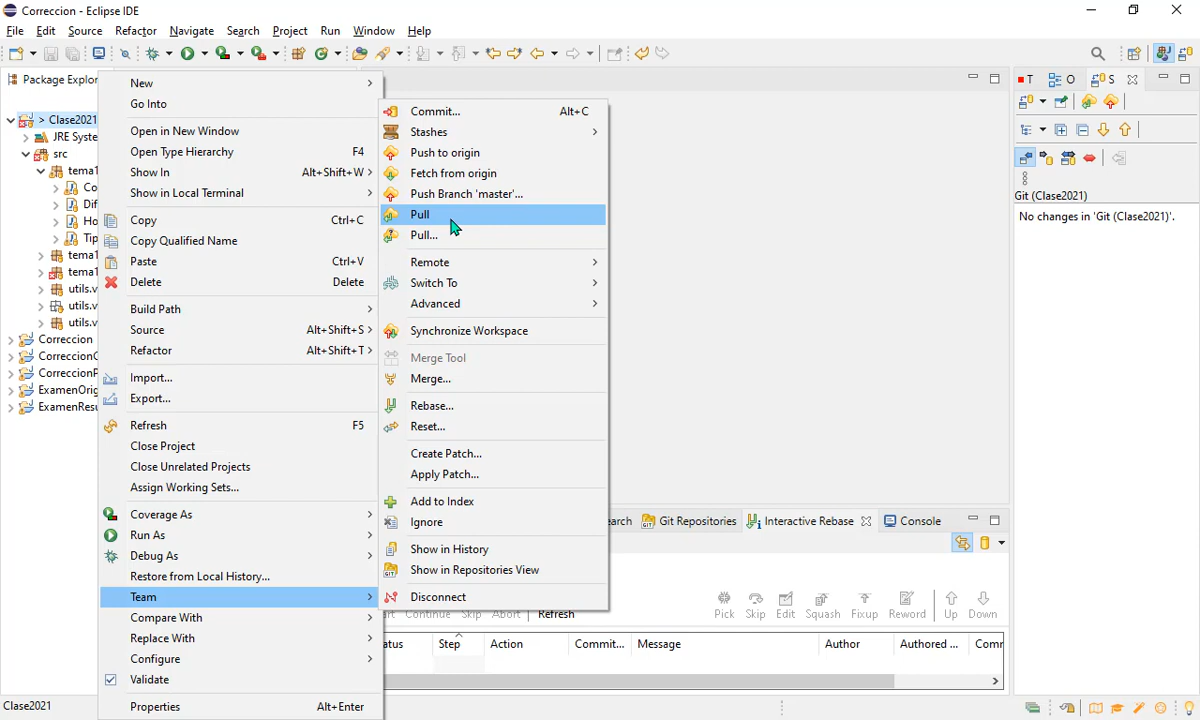 Correccion - Eclipse IDE
File Edit Source Refactor Navigate Search Project Run Window Help
Package Explor
> Clase2021
JRE Syste
src
tema1
Co
Dif
Ho
Tip
tema1
tema1
utils.v
utils.v
utils.v
Correccion
CorreccionC
CorreccionP
ExamenOrig
ExamenResu
New
Go Into
Open in New Window
Open Type Hierarchy F4
Show In Alt+Shift+W
Show in Local Terminal
Copy Ctrl+C
Copy Qualified Name
Paste Ctrl+V
Delete Delete
Build Path
Source Alt+Shift+S
Refactor Alt+Shift+T
Import...
Export...
Refresh F5
Close Project
Close Unrelated Projects
Assign Working Sets...
Coverage As
Run As
Debug As
Restore from Local History...
Team
Compare With
Replace With
Configure
Validate
Properties Alt+Enter
Commit... Alt+C
Stashes
Push to origin
Fetch from origin
Push Branch 'master'...
Pull
Pull...
Remote
Switch To
Advanced
Synchronize Workspace
Merge Tool
Merge...
Rebase...
Reset...
Create Patch...
Apply Patch...
Add to Index
Ignore
Show in History
Show in Repositories View
Disconnect
T O S
Git (Clase2021)
No changes in 'Git (Clase2021)'.
earch Git Repositories Interactive Rebase Console
art Continue Skip Abort Refresh
Pick Skip Edit Squash Fixup Reword Up Down
atus Step Action Commit... Message Author Authored ... Comm
Clase2021